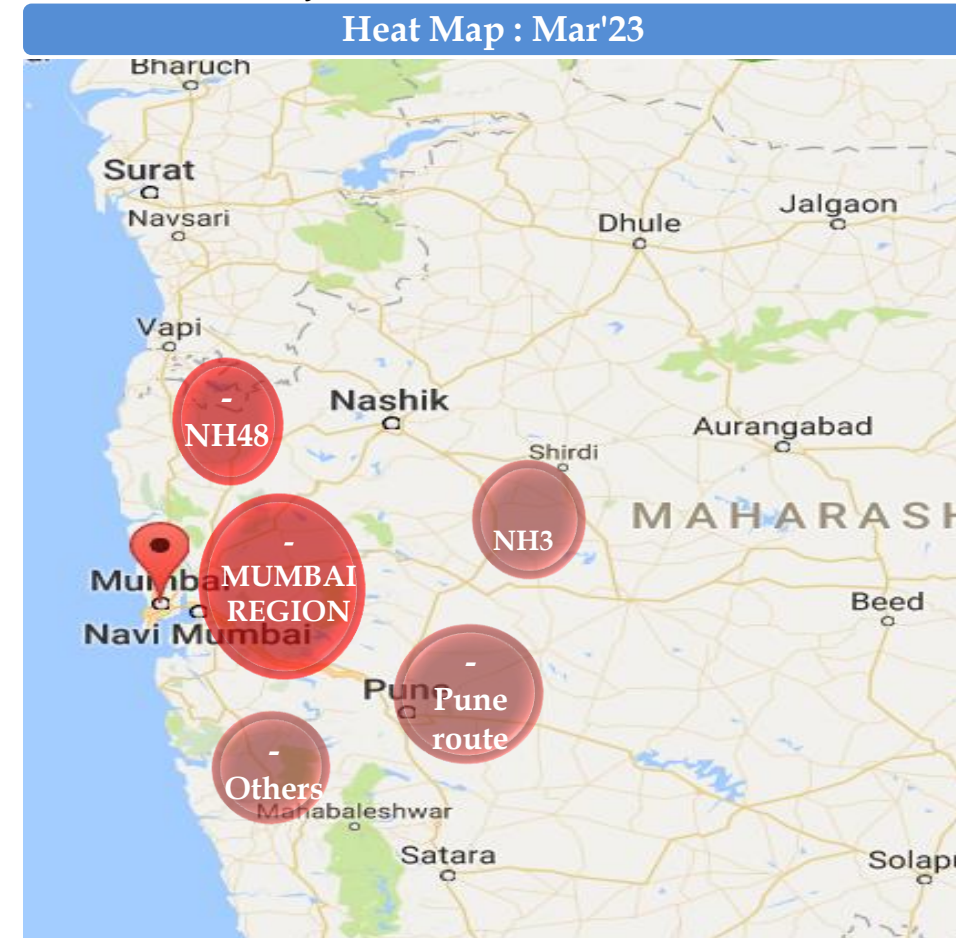 Heat Map : Mar'23
Bharuch
Surat
Navsari
Dhule
Jalgaon
Vapi
Nashik
-
NH48
Aurangabad
Shirdi
MAHARASH
NH3
-
MUMBAI
REGION
Mumbai
Navi Mumbai
Beed
Pune
-
Pune
route
-
Others
Mahabaleshwar
Satara
Solapu